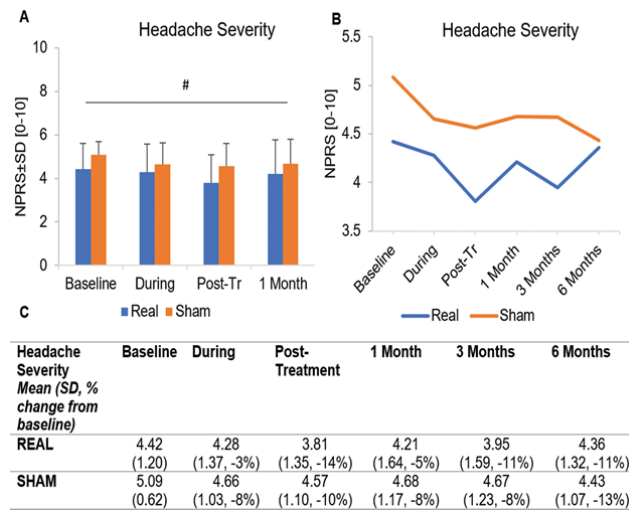 A
Headache Severity
NPRS±SD [0-10]
10
8
6
4
2
0
#
Baseline During Post-Tr 1 Month
Real Sham
B
Headache Severity
NPRS [0-10]
5.5
5
4.5
4
3.5
Baseline During Post-Tr 1 Month 3 Months 6 Months
Real Sham
C
Headache Severity Mean (SD, % change from baseline) Baseline During Post-Treatment 1 Month 3 Months 6 Months
REAL 4.42 4.28 3.81 4.21 3.95 4.36
(1.20) (1.37, -3%) (1.35, -14%) (1.64, -5%) (1.59, -11%) (1.32, -11%)
SHAM 5.09 4.66 4.57 4.68 4.67 4.43
(0.62) (1.03, -8%) (1.10, -10%) (1.17, -8%) (1.23, -8%) (1.07, -13%)